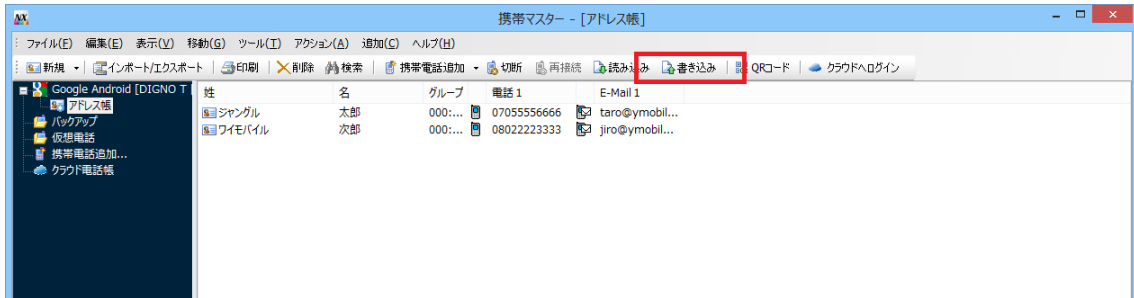 NX 携帯マスター - [アドレス帳]
ファイル(F) 編集(E) 表示(V) 移動(G) ツール(T) アクション(A) 追加(C) ヘルプ(H)
新規 インポート/エクスポート 印刷 削除 検索 携帯電話追加 切断 再接続 読み込み 書き込み QRコード クラウドへログイン
Google Android [DIGNO T 姓 名 グループ 電話 1 E-Mail 1
アドレス帳 ジャングル 太郎 000:... 07055556666 taro@ymobil...
バックアップ ワイモバイル 次郎 000:... 08022223333 jiro@ymobil...
仮想電話
携帯電話追加...
クラウド電話帳